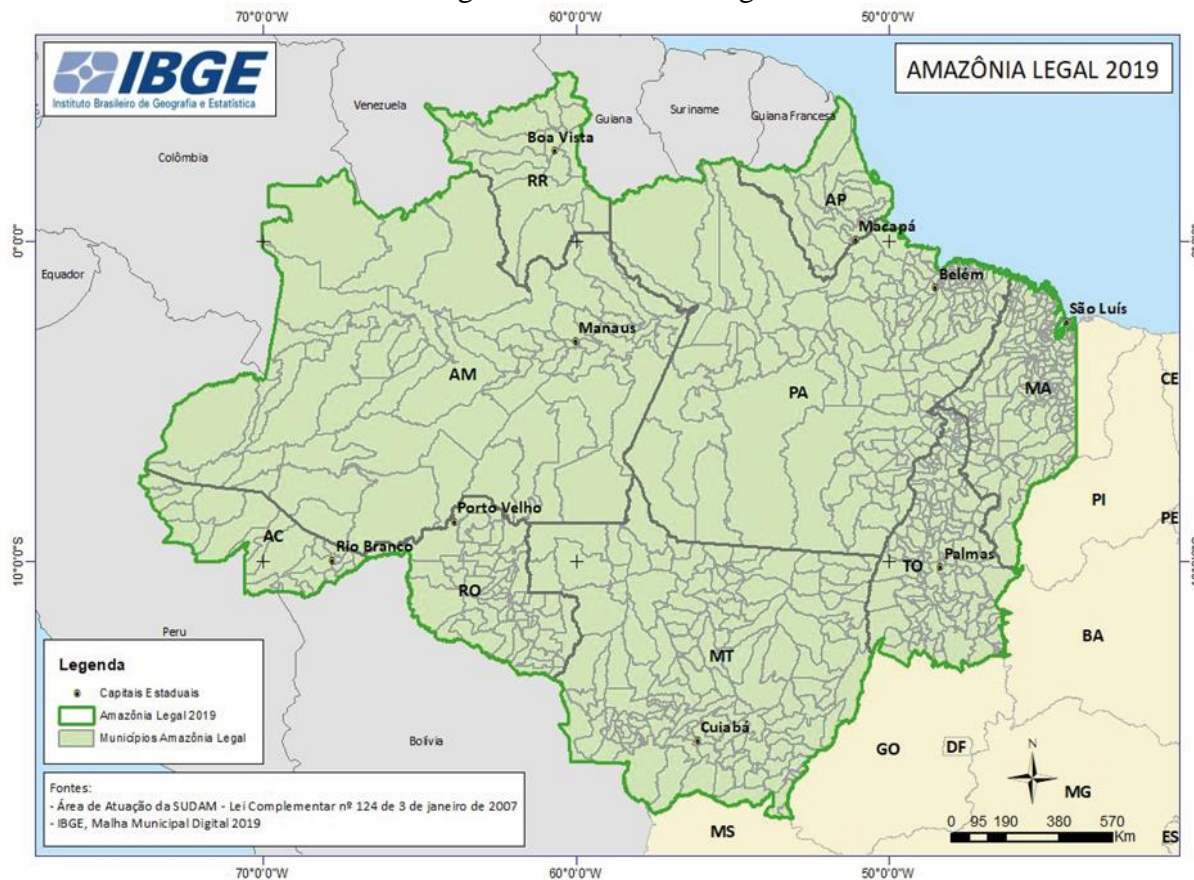 70°0'0"W 60°0'0"W 50°0'0"W
IBGE
Instituto Brasileiro de Geografia e Estatística
AMAZÔNIA LEGAL 2019
Venezuela
Guiana
Suriname
Guiana Francesa
Colômbia
Boa Vista
RR
AP
Macapá
0°0'0"
Equador
Belém
São Luís
Manaus
AM
PA
MA
CE
PI
PE
Porto Velho
AC
Rio Branco
TO
Palmas
10°0'0"S
RO
Peru
BA
MT
Legenda
Capitais Estaduais
Amazônia Legal 2019
Municípios Amazônia Legal
Cuiabá
Bolívia
GO
DF
N
MG
Fontes:
- Área de Atuação da SUDAM - Lei Complementar nº 124 de 3 de janeiro de 2007
- IBGE, Malha Municipal Digital 2019
MS
0 95 190 380 570
Km
ES
70°0'0"W 60°0'0"W 50°0'0"W